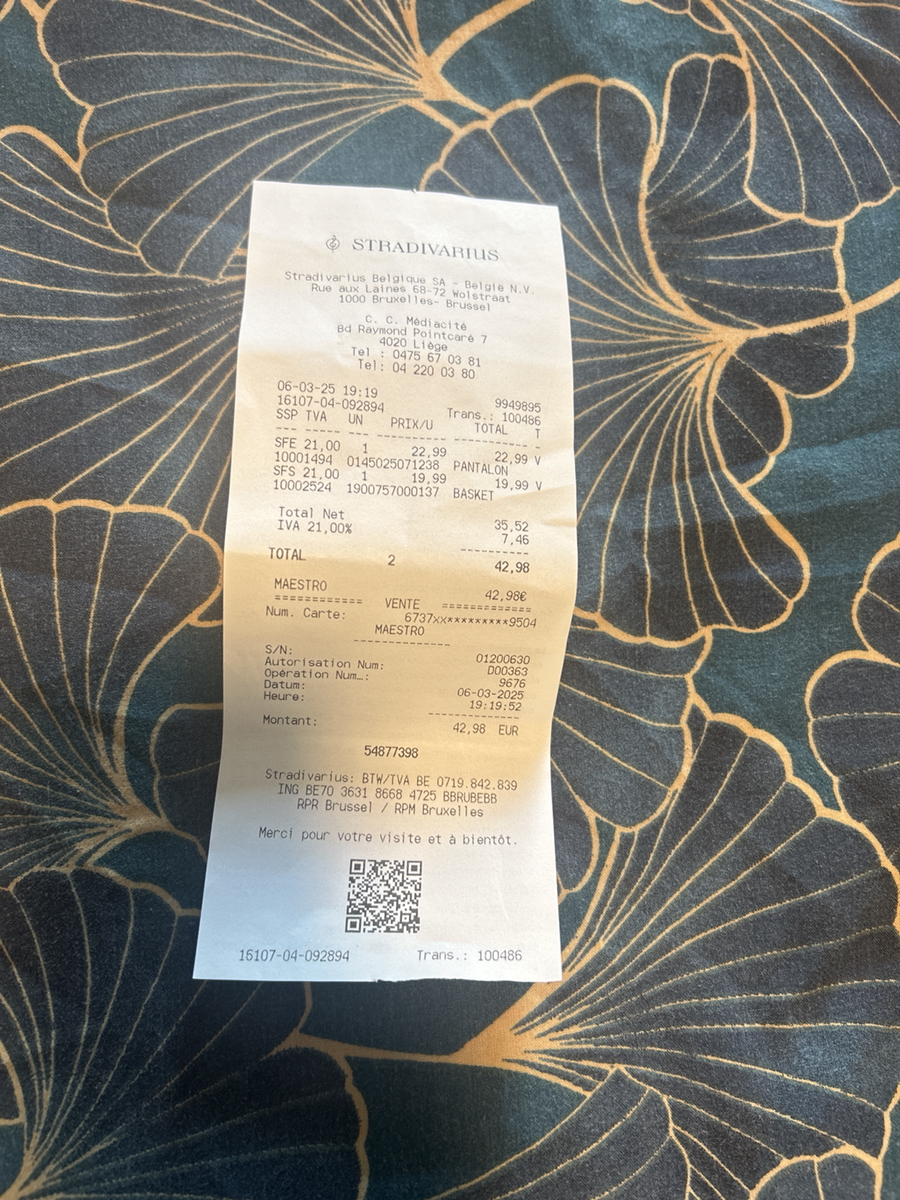 STRADIVARIUS
Stradivarius Belgique SA - België N.V.
Rue aux Laines 68-72 Wolstraat
1000 Bruxelles- Brussel
C. C. Médiacité
Bd Raymond Pointcaré 7
4020 Liège
Tel : 0475 67 03 81
Tel: 04 220 03 80
06-03-25 19:19 9949895
16107-04-092894 Trans.: 100486
SSP TVA UN PRIX/U TOTAL T
--- ----- --- ---------- ----------- -
SFE 21,00 1 22,99 22,99 V
10001494 0145025071238 PANTALON
SFS 21,00 1 19,99 19,99 V
10002524 1900757000137 BASKET
Total Net 35,52
IVA 21,00% 7,46
----------
TOTAL 2 42,98
MAESTRO 42,98€
============ VENTE ============
Num. Carte: 6737xx*********9504
MAESTRO
--------------
S/N: 01200630
Autorisation Num: D00363
Opération Num…: 9676
Datum: 06-03-2025
Heure: 19:19:52
-------------
Montant: 42,98 EUR
54877398
Stradivarius: BTW/TVA BE 0719.842.839
ING BE70 3631 8668 4725 BBRUBEBB
RPR Brussel / RPM Bruxelles
Merci pour votre visite et à bientôt.
16107-04-092894 Trans.: 100486